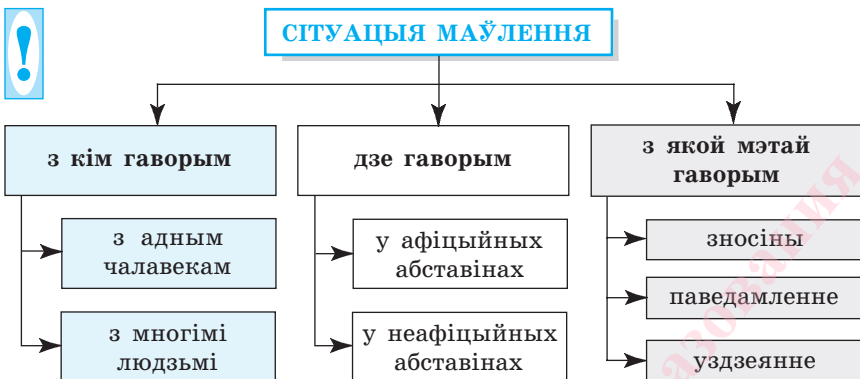 !
СІТУАЦЫЯ МАЎЛЕННЯ
з кім гаворым
з адным
чалавекам
з многімі
людзьмі
дзе гаворым
у афіцыйных
абставінах
у неафіцыйных
абставінах
з якой мэтай
гаворым
зносіны
паведамленне
уздзеянне